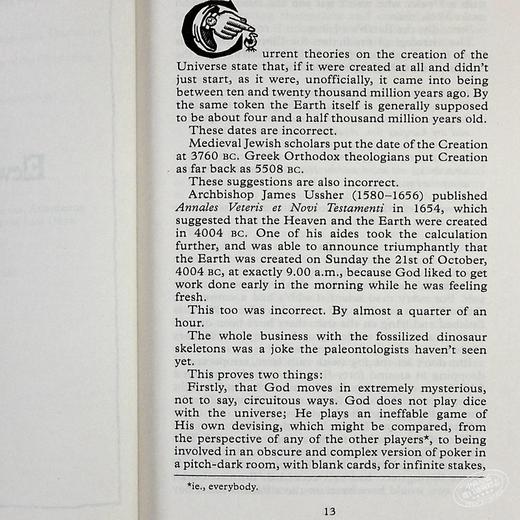 Current theories on the creation of the
Universe state that, if it were created at all and didn't
just start, as it were, unofficially, it came into being
between ten and twenty thousand million years ago. By
the same token the Earth itself is generally supposed
to be about four and a half thousand million years old.
These dates are incorrect.
Medieval Jewish scholars put the date of the Creation
at 3760 BC. Greek Orthodox theologians put Creation
as far back as 5508 BC.
These suggestions are also incorrect.
Archbishop James Ussher (1580–1656) published
Annales Veteris et Novi Testamenti in 1654, which
suggested that the Heaven and the Earth were created
in 4004 BC. One of his aides took the calculation
further, and was able to announce triumphantly that
the Earth was created on Sunday the 21st of October,
4004 BC, at exactly 9.00 a.m., because God liked to get
work done early in the morning while he was feeling
fresh.
This too was incorrect. By almost a quarter of an
hour.
The whole business with the fossilized dinosaur
skeletons was a joke the paleontologists haven't seen
yet.
This proves two things:
Firstly, that God moves in extremely mysterious,
not to say, circuitous ways. God does not play dice
with the universe; He plays an ineffable game of
His own devising, which might be compared, from
the perspective of any of the other players*, to being
involved in an obscure and complex version of poker in
a pitch-dark room, with blank cards, for infinite stakes,
*ie., everybody.
13